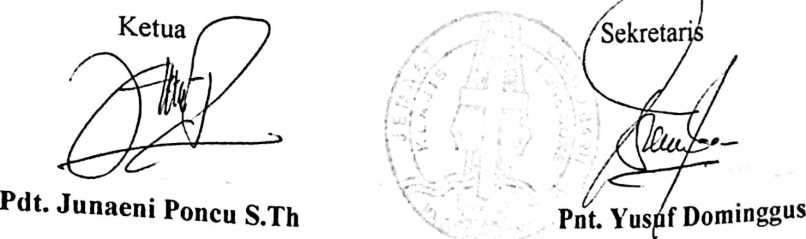 Ketua
Sekretaris
Pdt. Junaeni Poncu S.Th
Pnt. Yusuf Dominggus